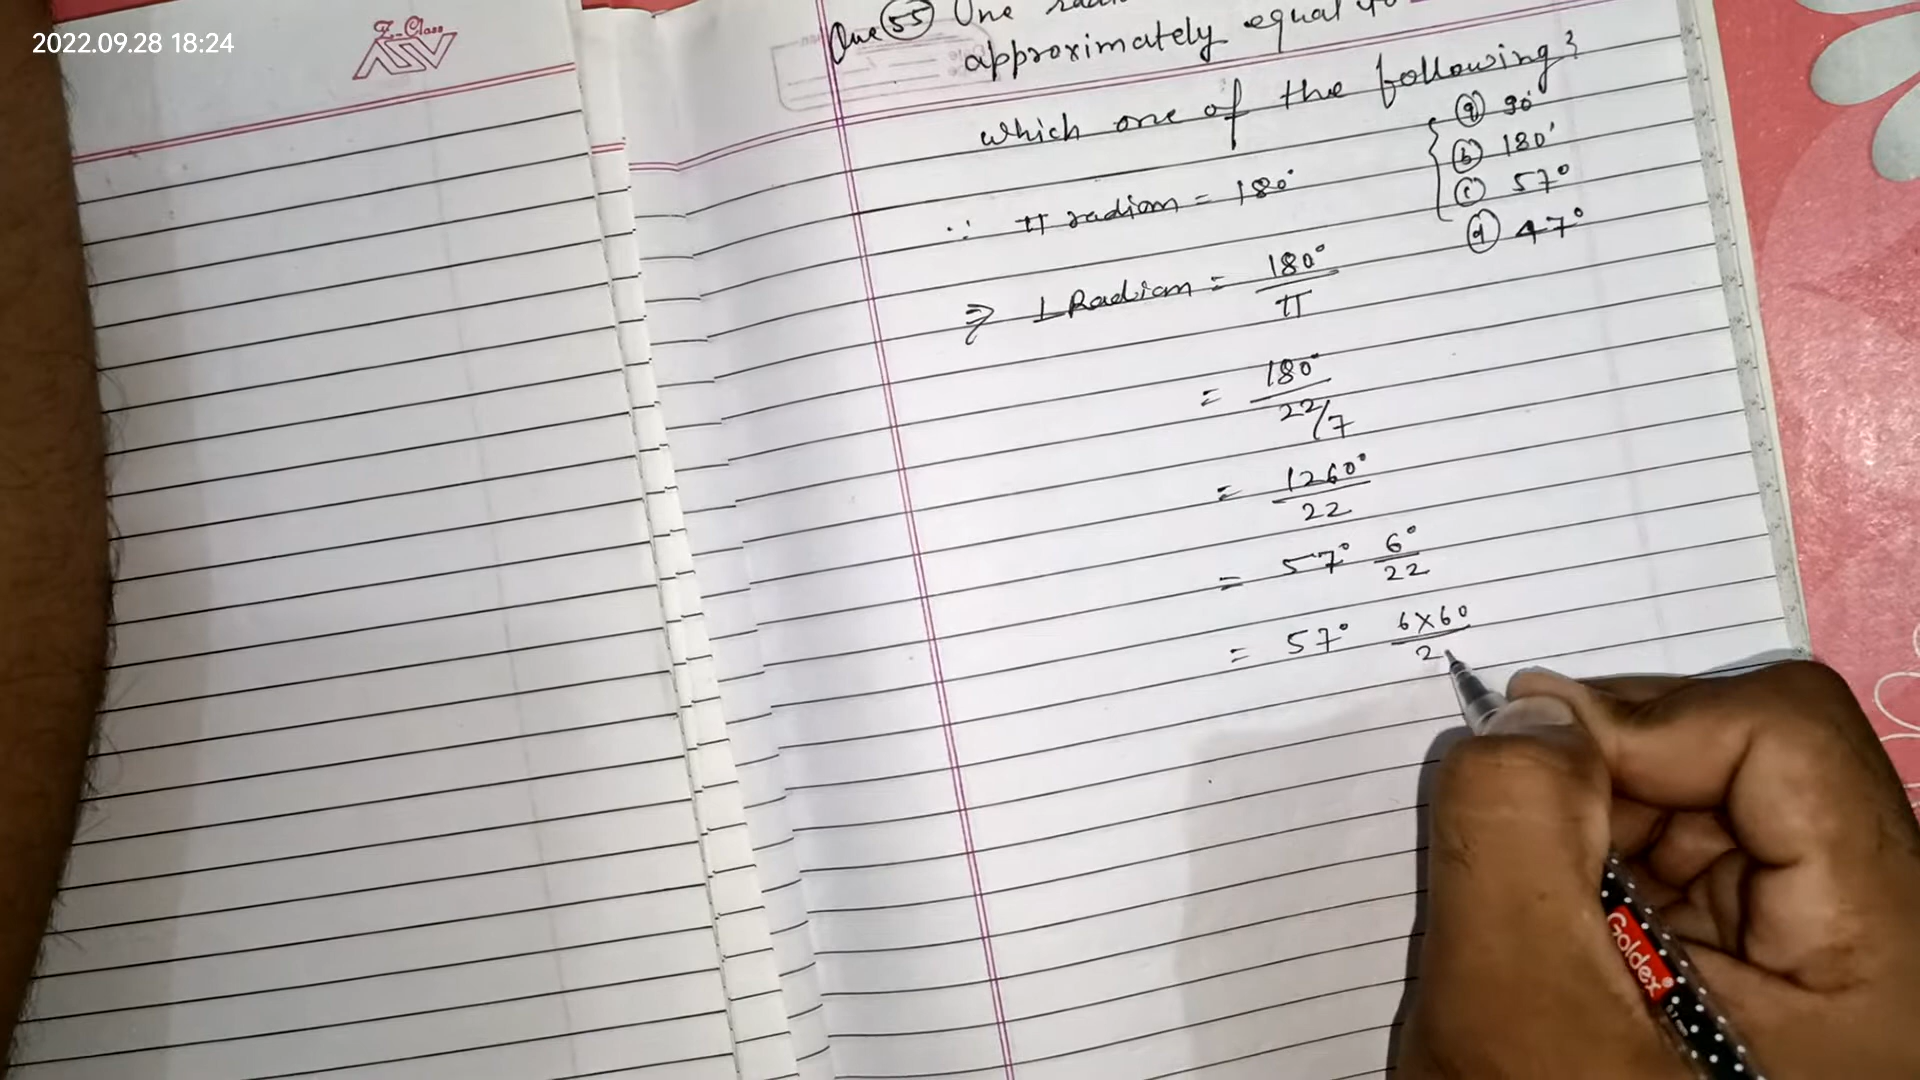 2022.09.28 18:24
Z-Class
Que 55 One
approximately equal to
which one of the following?
(a) 90°
(b) 180°
(c) 57°
(d) 47°
∵ π radian = 180°
⇒ 1 Radian = 180°/π
= 180°/22/7
= 1260°/22
= 57° 6°/22
= 57° 6×60/2
Goldex